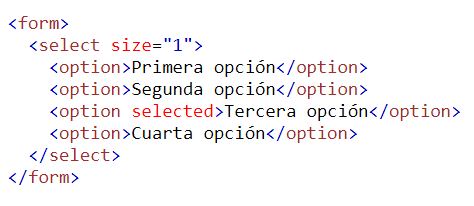 <form>
  <select size="1">
    <option>Primera opción</option>
    <option>Segunda opción</option>
    <option selected>Tercera opción</option>
    <option>Cuarta opción</option>
  </select>
</form>